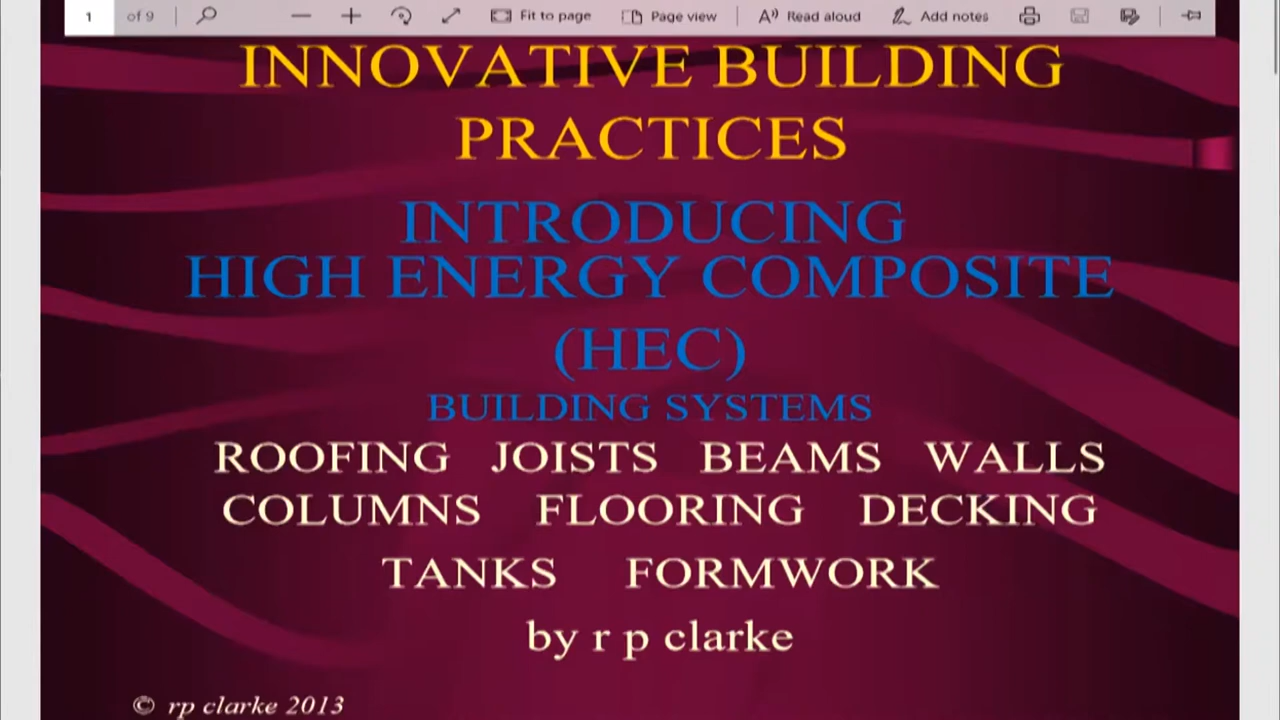 1 of 9 Fit to page Page view Read aloud Add notes
INNOVATIVE BUILDING
PRACTICES
INTRODUCING
HIGH ENERGY COMPOSITE
(HEC)
BUILDING SYSTEMS
ROOFING JOISTS BEAMS WALLS
COLUMNS FLOORING DECKING
TANKS FORMWORK
by r p clarke
© rp clarke 2013